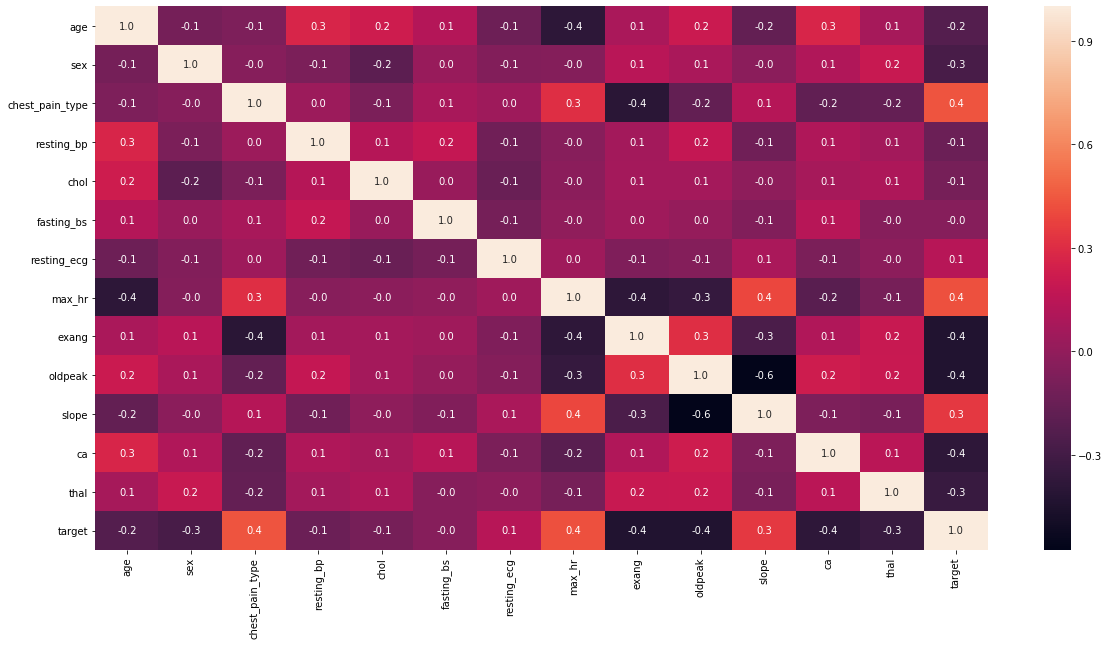 age 1.0 -0.1 -0.1 0.3 0.2 0.1 -0.1 -0.4 0.1 0.2 -0.2 0.3 0.1 -0.2
0.9
sex -0.1 1.0 -0.0 -0.1 -0.2 0.0 -0.1 -0.0 0.1 0.1 -0.0 0.1 0.2 -0.3
chest_pain_type -0.1 -0.0 1.0 0.0 -0.1 0.1 0.0 0.3 -0.4 -0.2 0.1 -0.2 -0.2 0.4
0.6
resting_bp 0.3 -0.1 0.0 1.0 0.1 0.2 -0.1 -0.0 0.1 0.2 -0.1 0.1 0.1 -0.1
chol 0.2 -0.2 -0.1 0.1 1.0 0.0 -0.1 -0.0 0.1 0.1 -0.0 0.1 0.1 -0.1
fasting_bs 0.1 0.0 0.1 0.2 0.0 1.0 -0.1 -0.0 0.0 0.0 -0.1 0.1 -0.0 -0.0
0.3
resting_ecg -0.1 -0.1 0.0 -0.1 -0.1 -0.1 1.0 0.0 -0.1 -0.1 0.1 -0.1 -0.0 0.1
max_hr -0.4 -0.0 0.3 -0.0 -0.0 -0.0 0.0 1.0 -0.4 -0.3 0.4 -0.2 -0.1 0.4
exang 0.1 0.1 -0.4 0.1 0.1 0.0 -0.1 -0.4 1.0 0.3 -0.3 0.1 0.2 -0.4
0.0
oldpeak 0.2 0.1 -0.2 0.2 0.1 0.0 -0.1 -0.3 0.3 1.0 -0.6 0.2 0.2 -0.4
slope -0.2 -0.0 0.1 -0.1 -0.0 -0.1 0.1 0.4 -0.3 -0.6 1.0 -0.1 -0.1 0.3
ca 0.3 0.1 -0.2 0.1 0.1 0.1 -0.1 -0.2 0.1 0.2 -0.1 1.0 0.1 -0.4
−0.3
thal 0.1 0.2 -0.2 0.1 0.1 -0.0 -0.0 -0.1 0.2 0.2 -0.1 0.1 1.0 -0.3
target -0.2 -0.3 0.4 -0.1 -0.1 -0.0 0.1 0.4 -0.4 -0.4 0.3 -0.4 -0.3 1.0
age sex chest_pain_type resting_bp chol fasting_bs resting_ecg max_hr exang oldpeak slope ca thal target